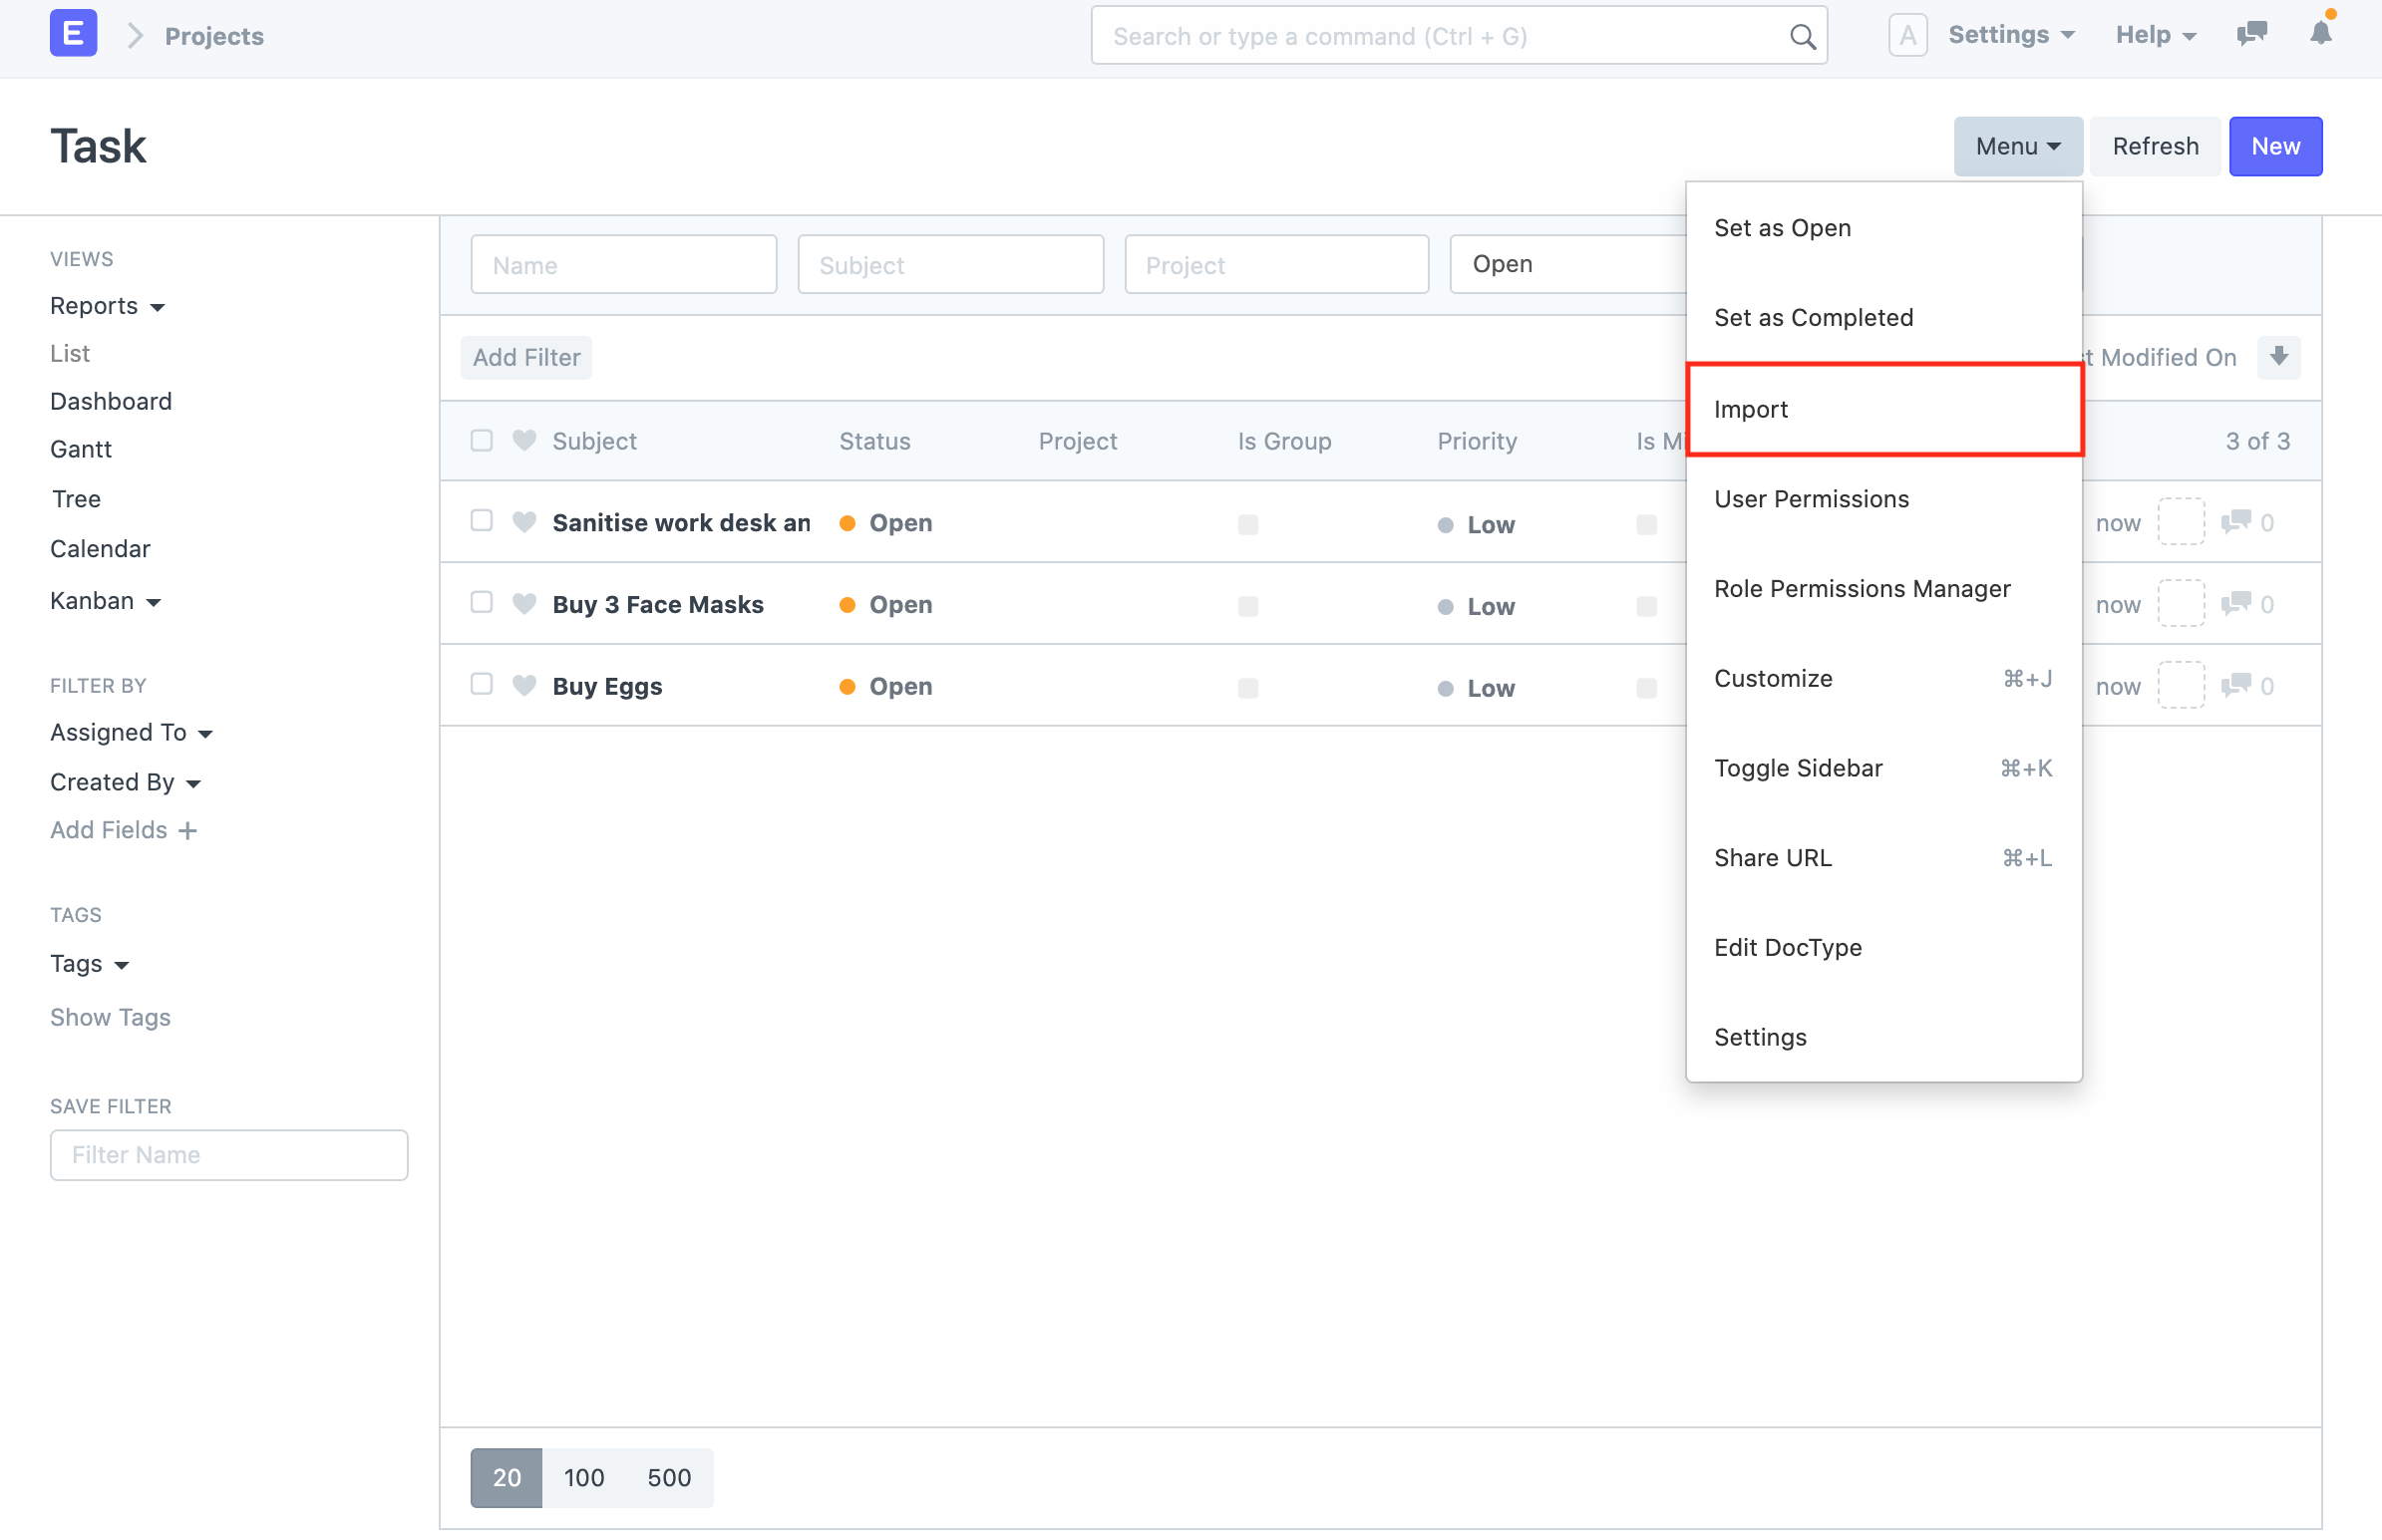 E Projects Search or type a command (Ctrl + G) A Settings Help
Task Menu Refresh New
VIEWS
Reports
List
Dashboard
Gantt
Tree
Calendar
Kanban
FILTER BY
Assigned To
Created By
Add Fields +
TAGS
Tags
Show Tags
SAVE FILTER
Filter Name
Name Subject Project Open
Add Filter t Modified On
Subject Status Project Is Group Priority Is Mi 3 of 3
Sanitise work desk an Open Low now 0
Buy 3 Face Masks Open Low now 0
Buy Eggs Open Low now 0
Set as Open
Set as Completed
Import
User Permissions
Role Permissions Manager
Customize ⌘+J
Toggle Sidebar ⌘+K
Share URL ⌘+L
Edit DocType
Settings
20 100 500